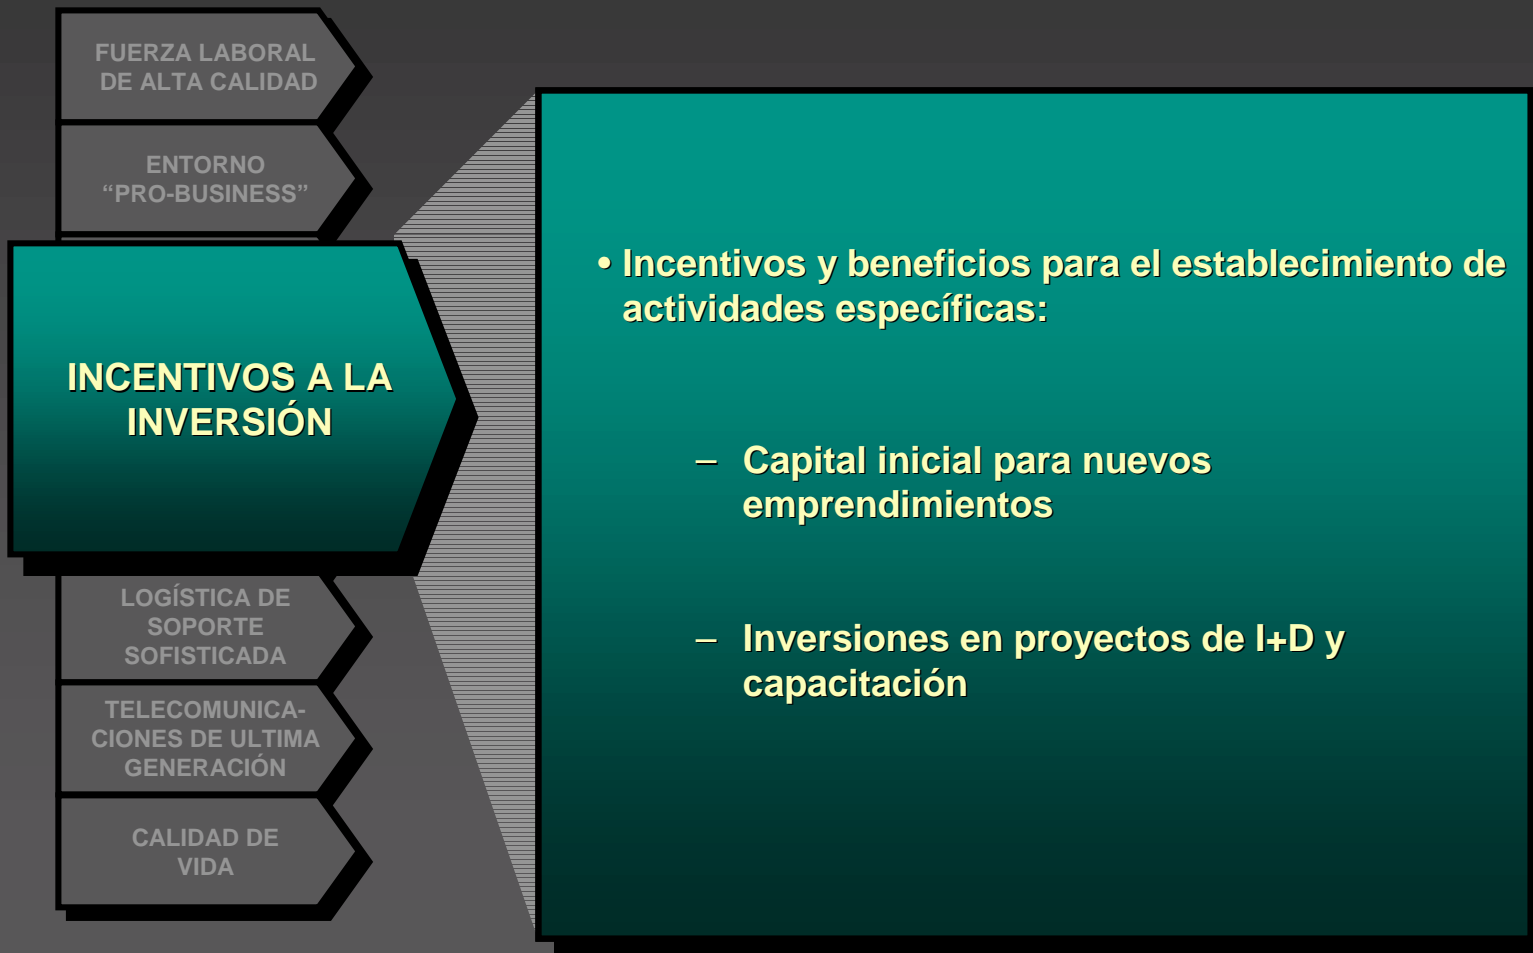 FUERZA LABORAL
DE ALTA CALIDAD
ENTORNO
“PRO-BUSINESS”
INCENTIVOS A LA
INVERSIÓN
LOGÍSTICA DE
SOPORTE
SOFISTICADA
TELECOMUNICA-
CIONES DE ULTIMA
GENERACIÓN
CALIDAD DE
VIDA
• Incentivos y beneficios para el establecimiento de
actividades específicas:
– Capital inicial para nuevos
emprendimientos
– Inversiones en proyectos de I+D y
capacitación